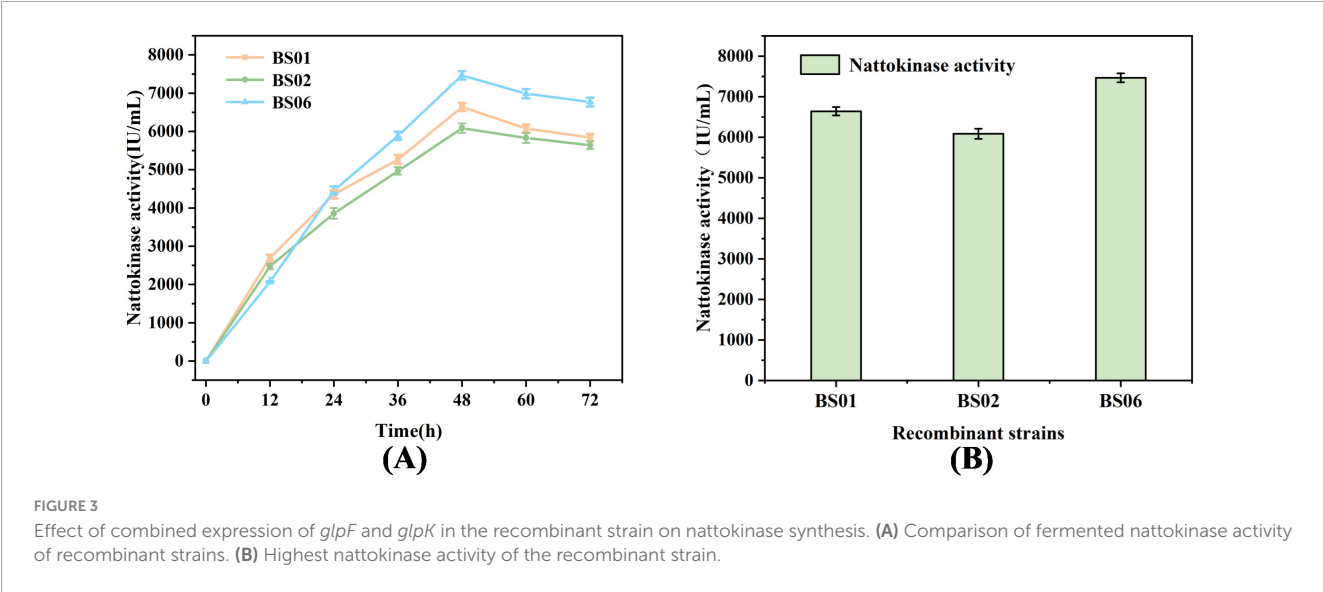 BS01
BS02
BS06
Nattokinase activity(IU/mL)
8000
7000
6000
5000
4000
3000
2000
1000
0
0 12 24 36 48 60 72
Time(h)
(A)
Nattokinase activity
Nattokinase activity（IU/mL）
8000
7000
6000
5000
4000
3000
2000
1000
0
BS01 BS02 BS06
Recombinant strains
(B)
FIGURE 3
Effect of combined expression of glpF and glpK in the recombinant strain on nattokinase synthesis. (A) Comparison of fermented nattokinase activity
of recombinant strains. (B) Highest nattokinase activity of the recombinant strain.